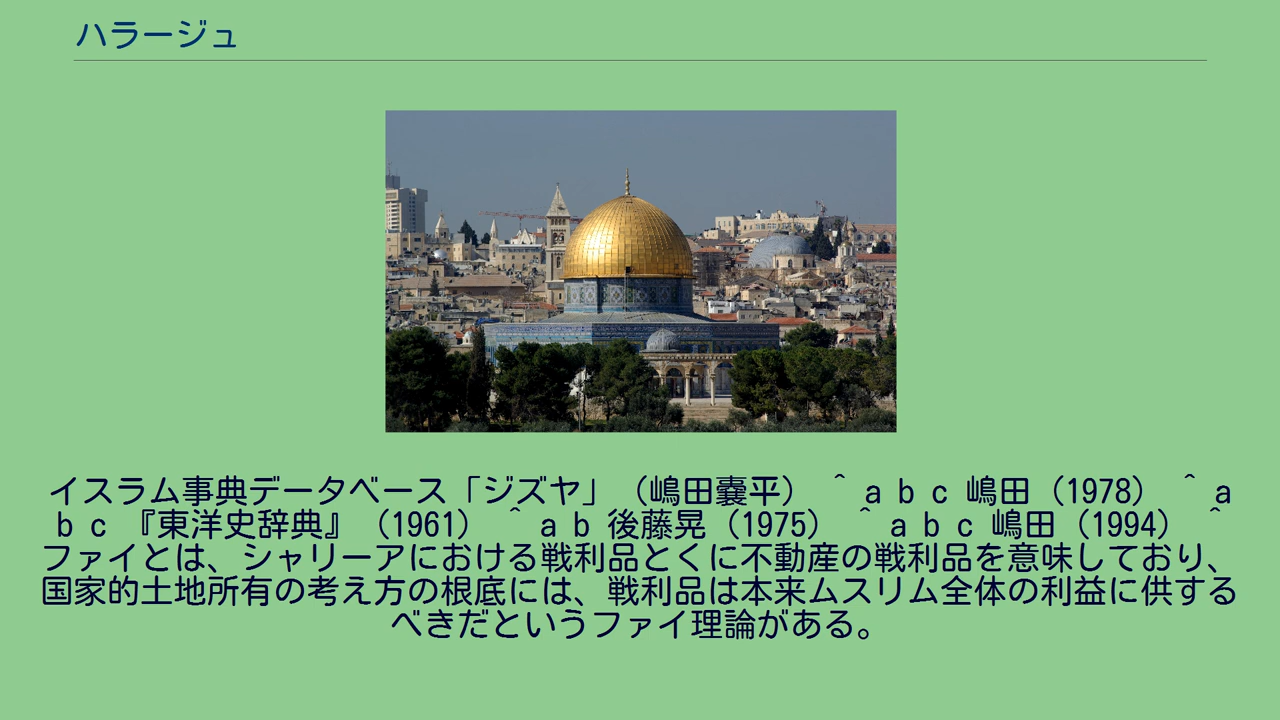 ハラージュ
イスラム事典データベース「ジズヤ」（嶋田襄平） ^ a b c 嶋田（1978） ^ a
b c 『東洋史辞典』（1961） ^ a b 後藤晃（1975） ^ a b c 嶋田（1994） ^
ファイとは、シャリーアにおける戦利品とくに不動産の戦利品を意味しており、
国家的土地所有の考え方の根底には、戦利品は本来ムスリム全体の利益に供する
べきだというファイ理論がある。